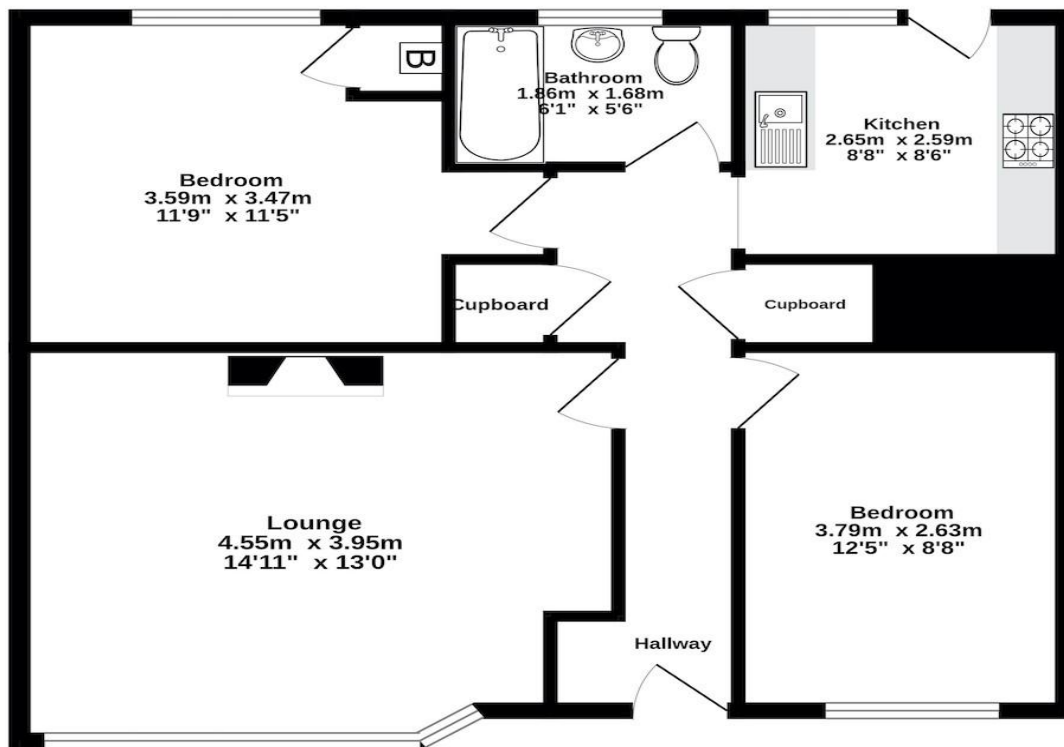 B
Bathroom
1.86m x 1.68m
6'1" x 5'6"
Kitchen
2.65m x 2.59m
8'8" x 8'6"
Bedroom
3.59m x 3.47m
11'9" x 11'5"
Cupboard
Cupboard
Lounge
4.55m x 3.95m
14'11" x 13'0"
Bedroom
3.79m x 2.63m
12'5" x 8'8"
Hallway